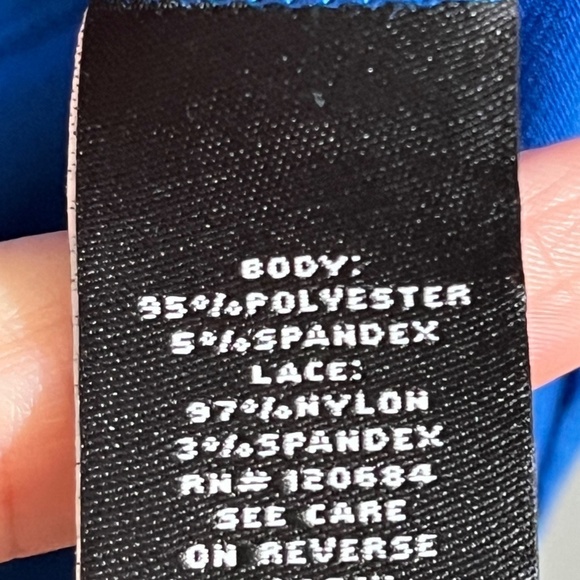 BODY:
95%POLYESTER
5%SPANDEX
LACE:
97%NYLON
3%SPANDEX
RN# 120684
SEE CARE
ON REVERSE